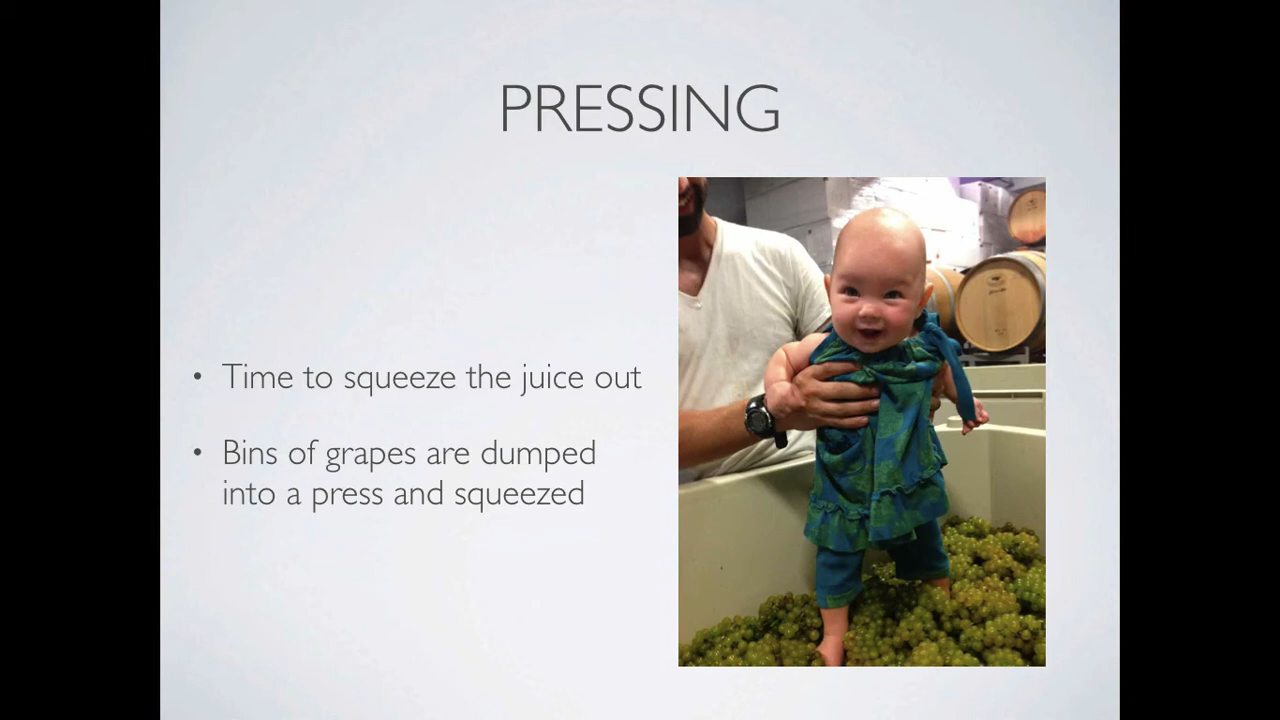 PRESSING
• Time to squeeze the juice out
• Bins of grapes are dumped
into a press and squeezed